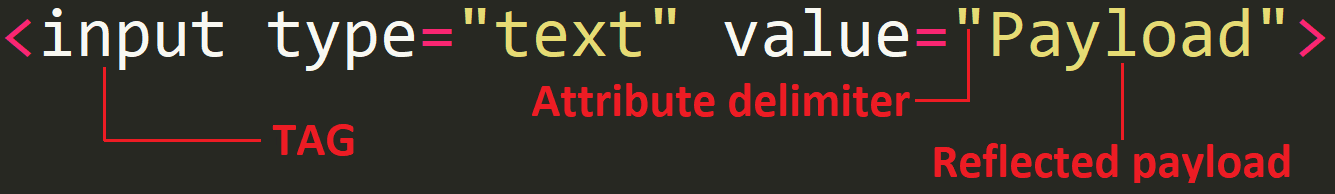 <input type="text" value="Payload">
Attribute delimiter
TAG
Reflected payload